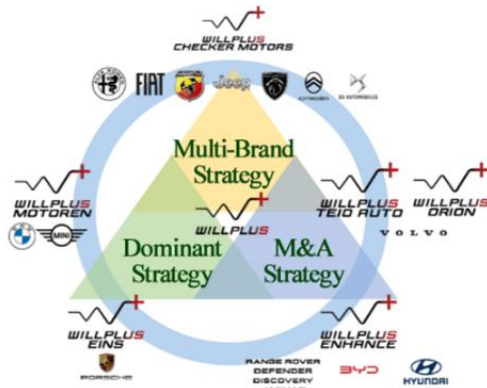 WILLPLUS
CHECKER MOTORS
FIAT
Jeep
CITROËN
DS AUTOMOBILES
Multi-Brand
Strategy
WILLPLUS
MOTOREN
MINI
WILLPLUS
WILLPLUS
TEIO AUTO
WILLPLUS
ORION
VOLVO
Dominant
Strategy
M&A
Strategy
WILLPLUS
EINS
PORSCHE
WILLPLUS
ENHANCE
RANGE ROVER
DEFENDER
DISCOVERY
BYD
HYUNDAI